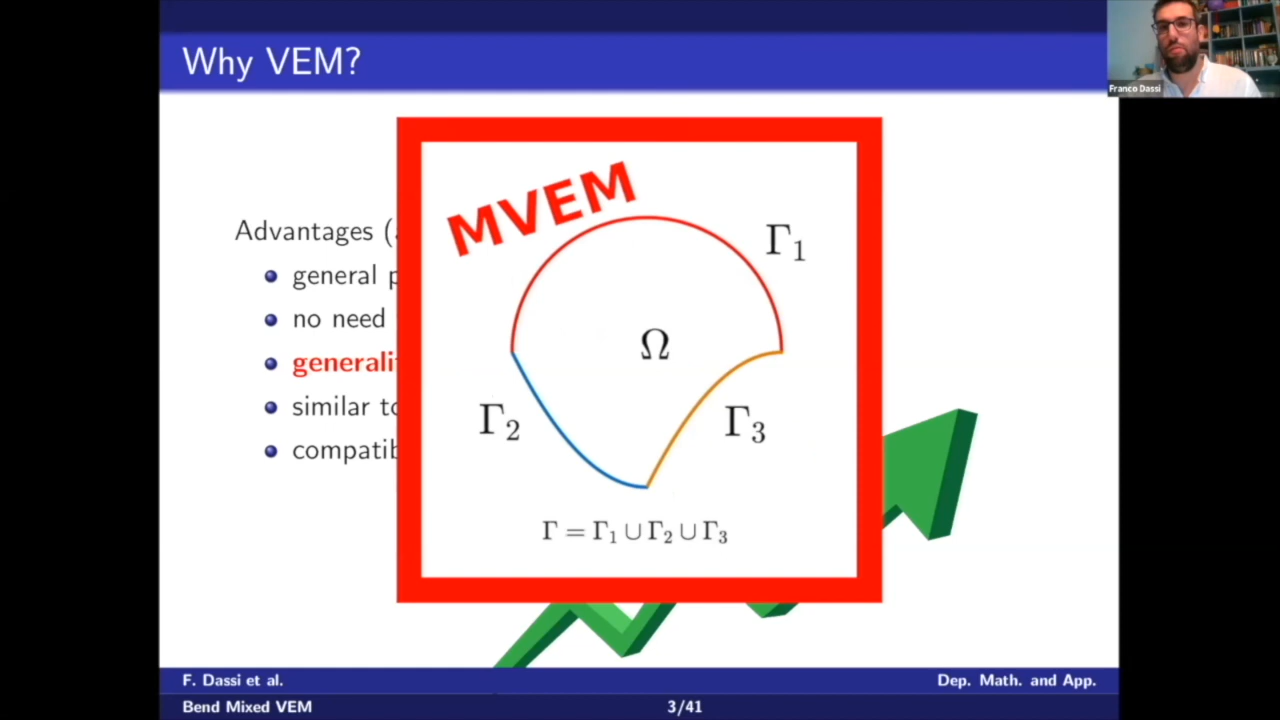 Why VEM?
Franco Dassi
Advantages (
general p
no need
generali
similar to
compatib
MVEM
Γ₁
Ω
Γ₂
Γ₃
Γ = Γ₁ ∪ Γ₂ ∪ Γ₃
F. Dassi et al.
Dep. Math. and App.
Bend Mixed VEM
3/41